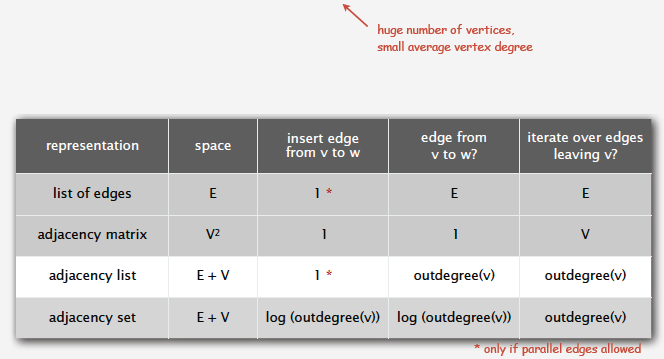 huge number of vertices,
small average vertex degree
representation space insert edge from v to w edge from v to w? iterate over edges leaving v?
list of edges E 1 * E E
adjacency matrix V² 1 1 V
adjacency list E + V 1 * outdegree(v) outdegree(v)
adjacency set E + V log (outdegree(v)) log (outdegree(v)) outdegree(v)
* only if parallel edges allowed